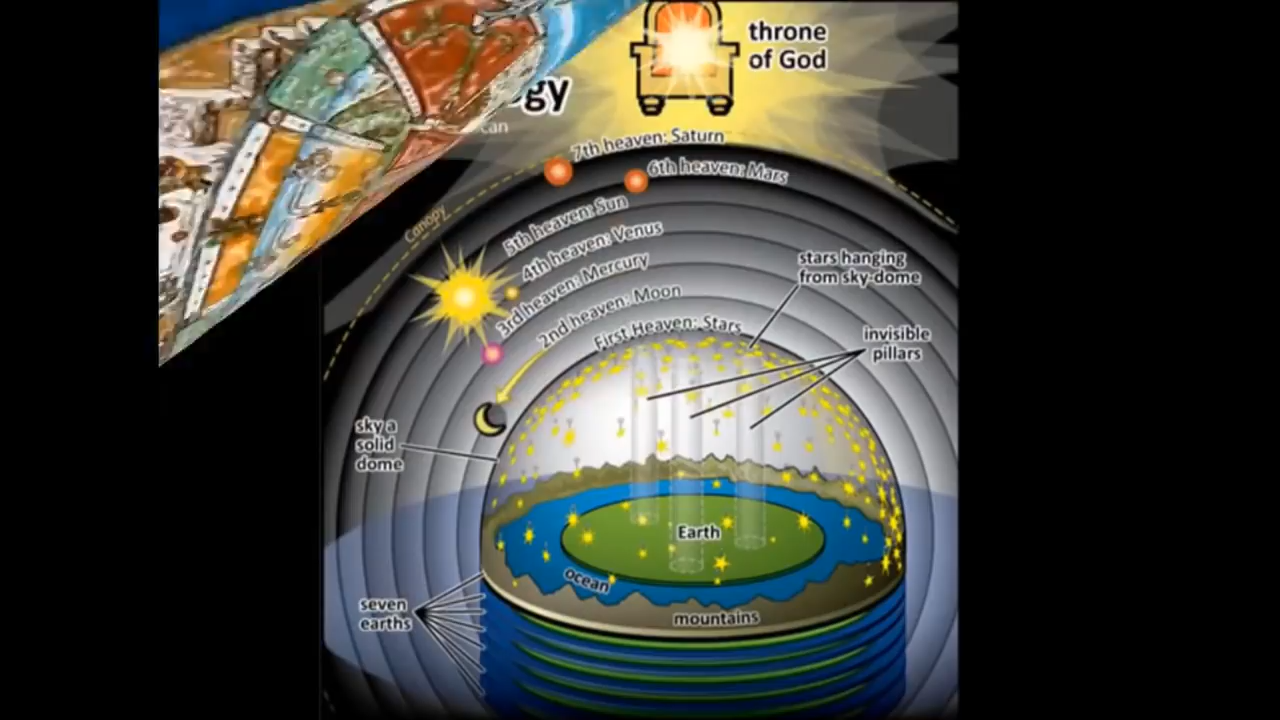 throne
of God
gy
can
7th heaven: Saturn
6th heaven: Mars
Canopy
5th heaven: Sun
4th heaven: Venus
3rd heaven: Mercury
2nd heaven: Moon
First Heaven: Stars
stars hanging
from sky-dome
invisible
pillars
sky a
solid
dome
Earth
ocean
seven
earths
mountains